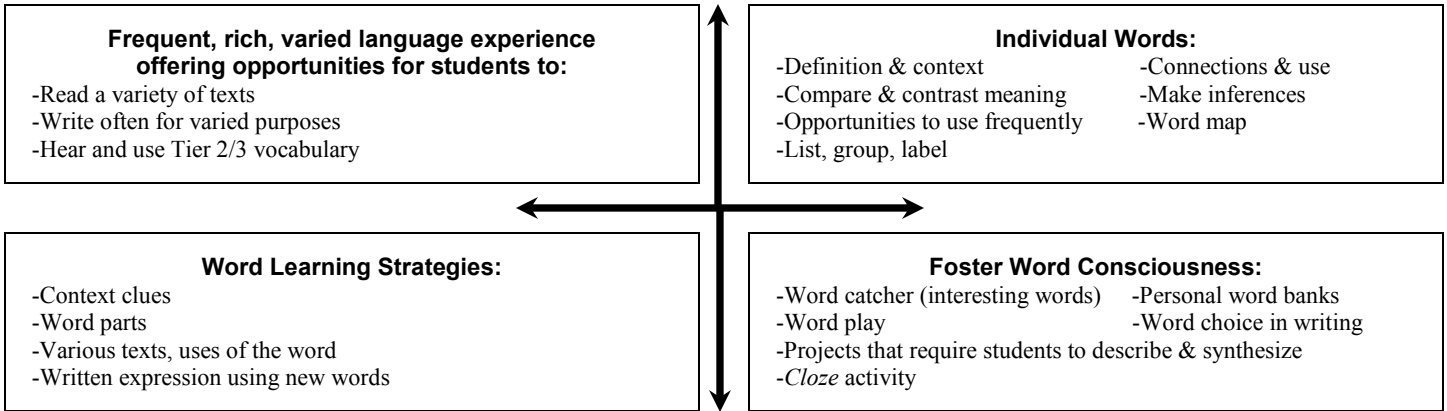 Frequent, rich, varied language experience
offering opportunities for students to:
-Read a variety of texts
-Write often for varied purposes
-Hear and use Tier 2/3 vocabulary
Individual Words:
-Definition & context -Connections & use
-Compare & contrast meaning -Make inferences
-Opportunities to use frequently -Word map
-List, group, label
Word Learning Strategies:
-Context clues
-Word parts
-Various texts, uses of the word
-Written expression using new words
Foster Word Consciousness:
-Word catcher (interesting words) -Personal word banks
-Word play -Word choice in writing
-Projects that require students to describe & synthesize
-Cloze activity